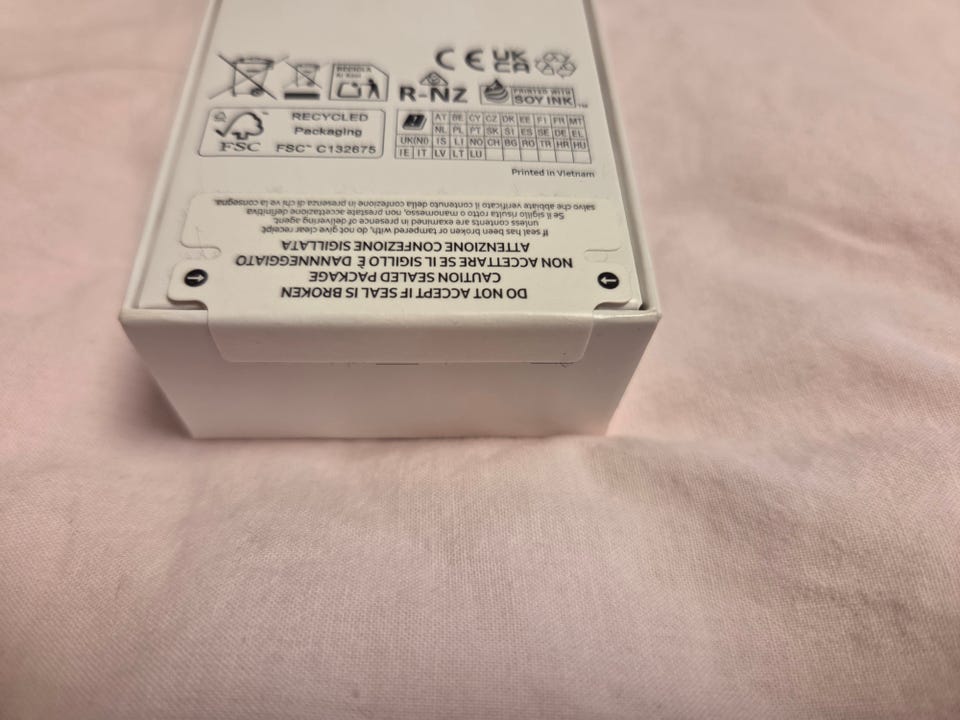 CE UK CA
R-NZ
PRINTED WITH
SOY INK™
FSC
RECYCLED
Packaging
FSC™ C132675
AT BE CY CZ DK EE FI FR MT
NL PL PT SK SI ES SE DE EL
UK(NI) IS LI NO CH BG RO TR HR HU
IE IT LV LT LU
Printed in Vietnam
DO NOT ACCEPT IF SEAL IS BROKEN
CAUTION SEALED PACKAGE
NON ACCETTARE SE IL SIGILLO È DANNNEGGIATO
ATTENZIONE CONFEZIONE SIGILLATA
If seal has been broken or tampered with, do not give clear receipt
unless contents are examined in presence of delivering agent.
Se il sigillo risulta rotto o manomesso, non prestate accettazione definitiva
salvo che abbiate verificato il contenuto della confezione in presenza di chi ve la consegna